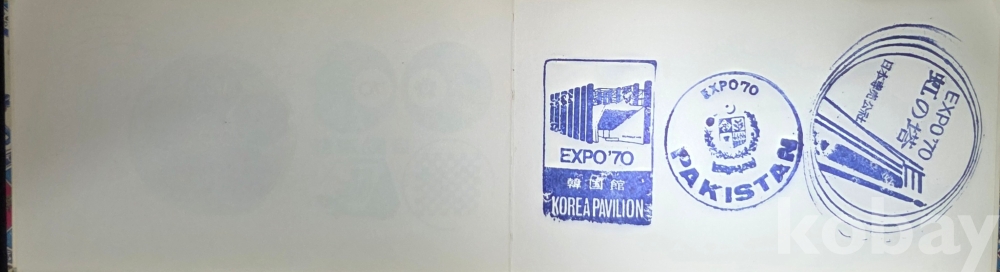 EXPO'70
韓国館
KOREA PAVILION
EXPO'70
PAKISTAN
EXPO'70
虹の塔
日本専売公社
kobay